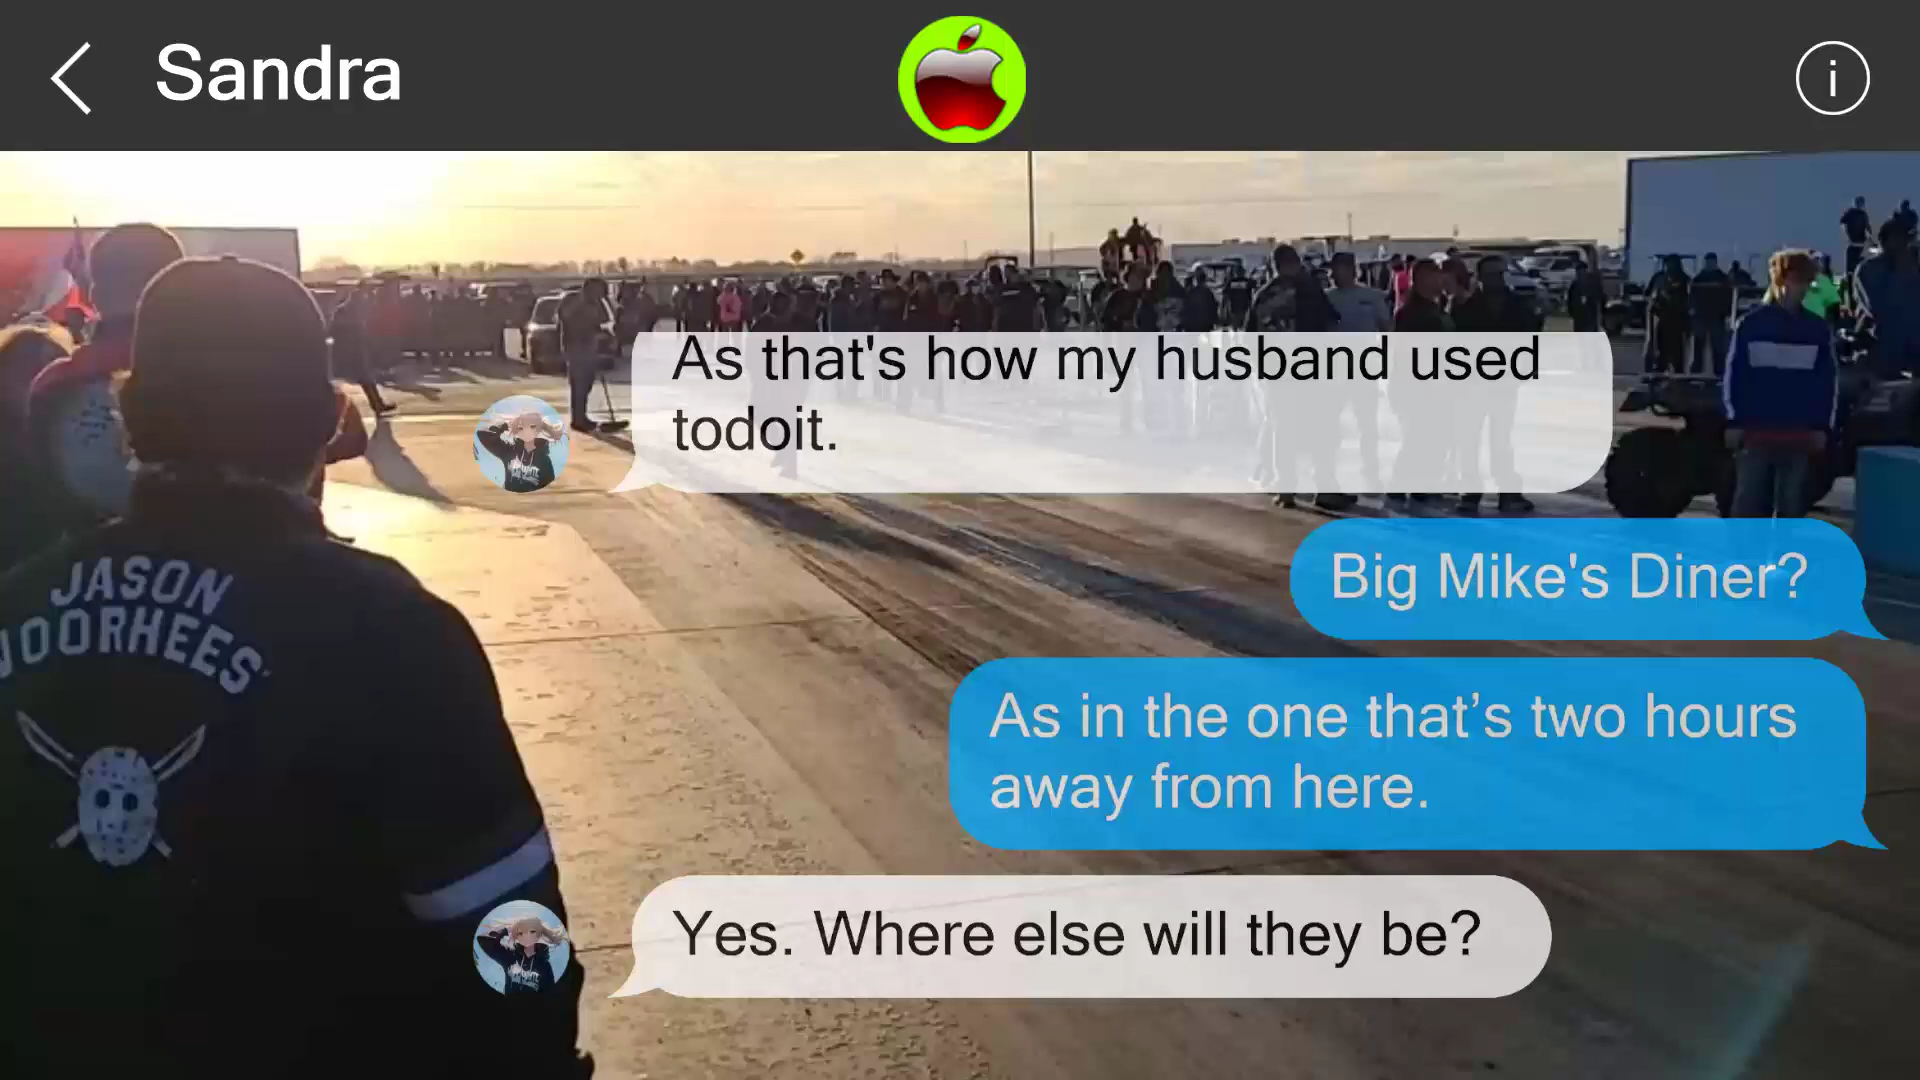 Sandra
As that's how my husband used
todoit.
Big Mike's Diner?
As in the one that’s two hours
away from here.
Yes. Where else will they be?
JASON
VOORHEES